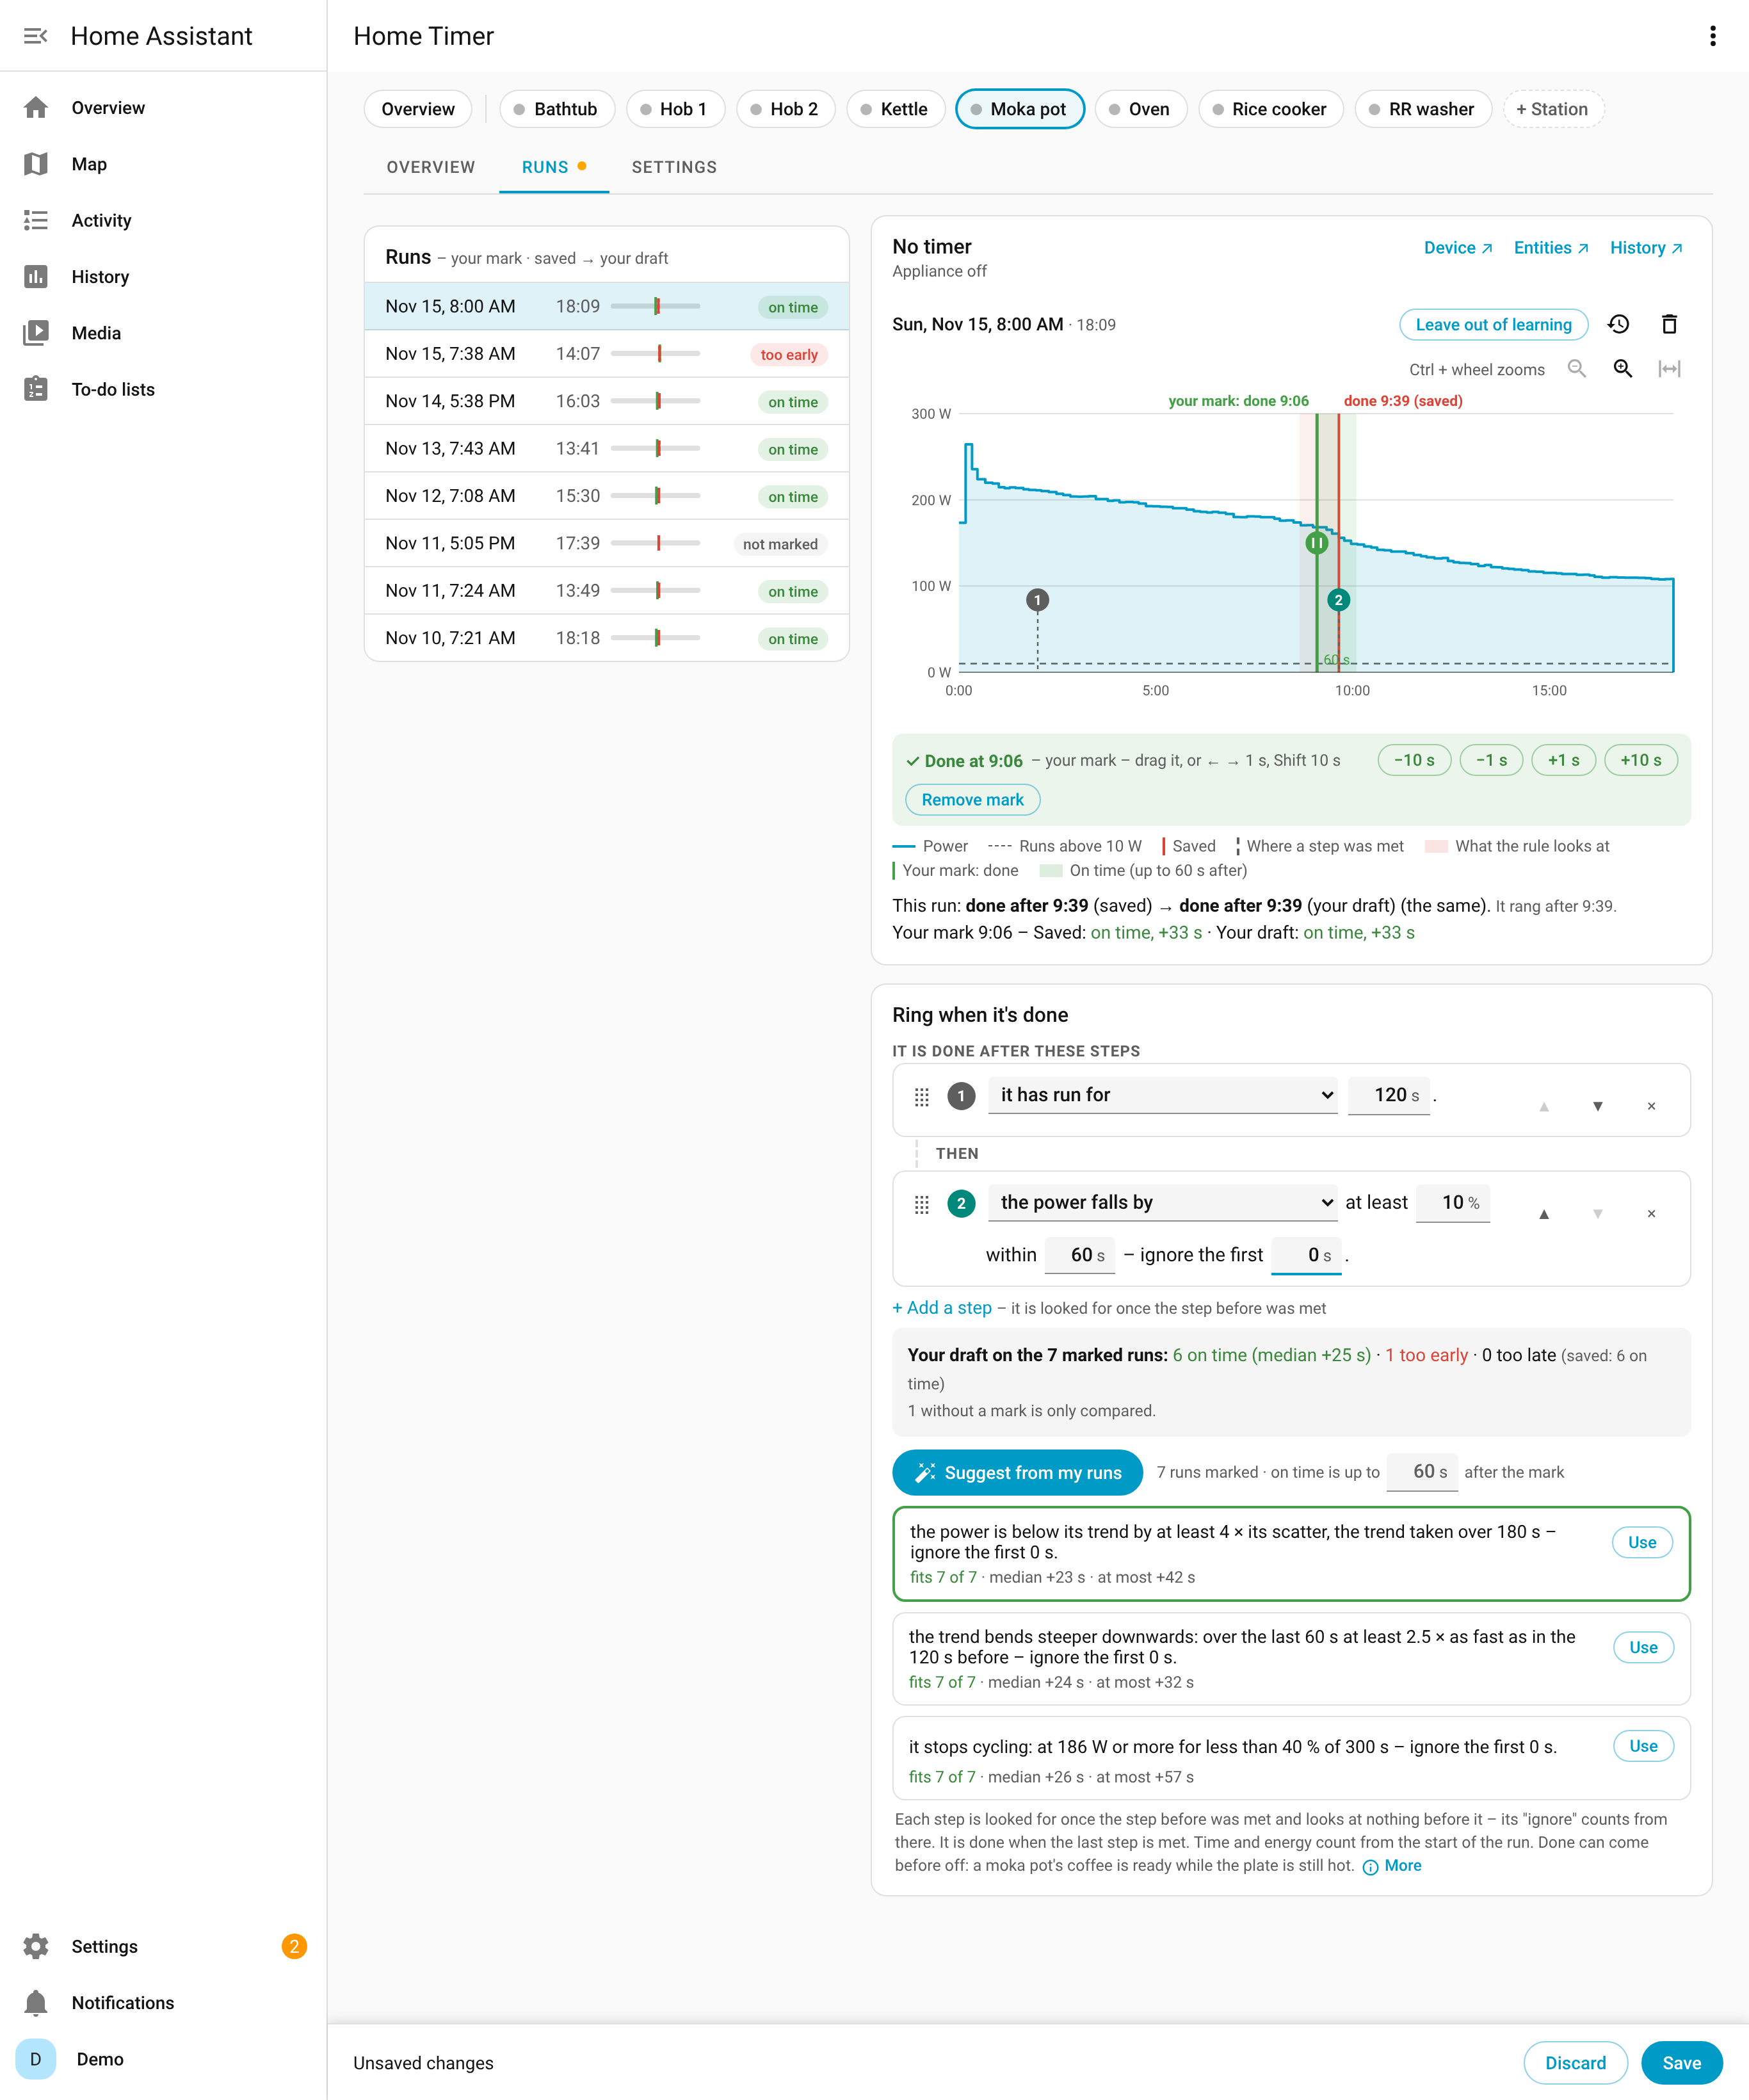 Home Assistant
Overview
Map
Activity
History
Media
To-do lists
Settings 2
Notifications
D Demo
Home Timer
Overview Bathtub Hob 1 Hob 2 Kettle Moka pot Oven Rice cooker RR washer + Station
OVERVIEW RUNS SETTINGS
Runs – your mark · saved → your draft
Nov 15, 8:00 AM 18:09 on time
Nov 15, 7:38 AM 14:07 too early
Nov 14, 5:38 PM 16:03 on time
Nov 13, 7:43 AM 13:41 on time
Nov 12, 7:08 AM 15:30 on time
Nov 11, 5:05 PM 17:39 not marked
Nov 11, 7:24 AM 13:49 on time
Nov 10, 7:21 AM 18:18 on time
No timer Device ↗ Entities ↗ History ↗
Appliance off
Sun, Nov 15, 8:00 AM · 18:09 Leave out of learning
Ctrl + wheel zooms
your mark: done 9:06 done 9:39 (saved)
300 W
200 W
100 W
1 2
60 s
0 W
0:00 5:00 10:00 15:00
✓ Done at 9:06 – your mark – drag it, or ← → 1 s, Shift 10 s −10 s −1 s +1 s +10 s
Remove mark
Power Runs above 10 W Saved Where a step was met What the rule looks at
Your mark: done On time (up to 60 s after)
This run: done after 9:39 (saved) → done after 9:39 (your draft) (the same). It rang after 9:39.
Your mark 9:06 – Saved: on time, +33 s · Your draft: on time, +33 s
Ring when it's done
IT IS DONE AFTER THESE STEPS
1 it has run for 120 s . ▲ ▼ ×
THEN
2 the power falls by at least 10 % ▲ ▼ ×
within 60 s – ignore the first 0 s .
+ Add a step – it is looked for once the step before was met
Your draft on the 7 marked runs: 6 on time (median +25 s) · 1 too early · 0 too late (saved: 6 on
time)
1 without a mark is only compared.
Suggest from my runs 7 runs marked · on time is up to 60 s after the mark
the power is below its trend by at least 4 × its scatter, the trend taken over 180 s –
ignore the first 0 s.
Use
fits 7 of 7 · median +23 s · at most +42 s
the trend bends steeper downwards: over the last 60 s at least 2.5 × as fast as in the
120 s before – ignore the first 0 s.
Use
fits 7 of 7 · median +24 s · at most +32 s
it stops cycling: at 186 W or more for less than 40 % of 300 s – ignore the first 0 s. Use
fits 7 of 7 · median +26 s · at most +57 s
Each step is looked for once the step before was met and looks at nothing before it – its "ignore" counts from
there. It is done when the last step is met. Time and energy count from the start of the run. Done can come
before off: a moka pot's coffee is ready while the plate is still hot. More
Unsaved changes Discard Save